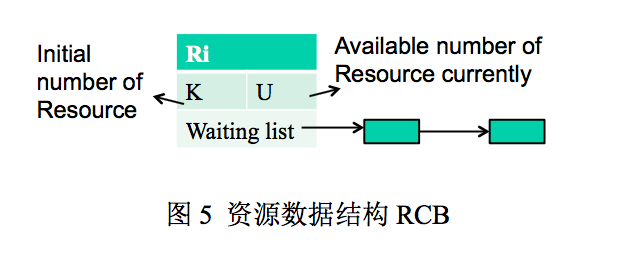 Initial
number of
Resource
Ri
K U
Waiting list
Available number of
Resource currently
图 5 资源数据结构 RCB